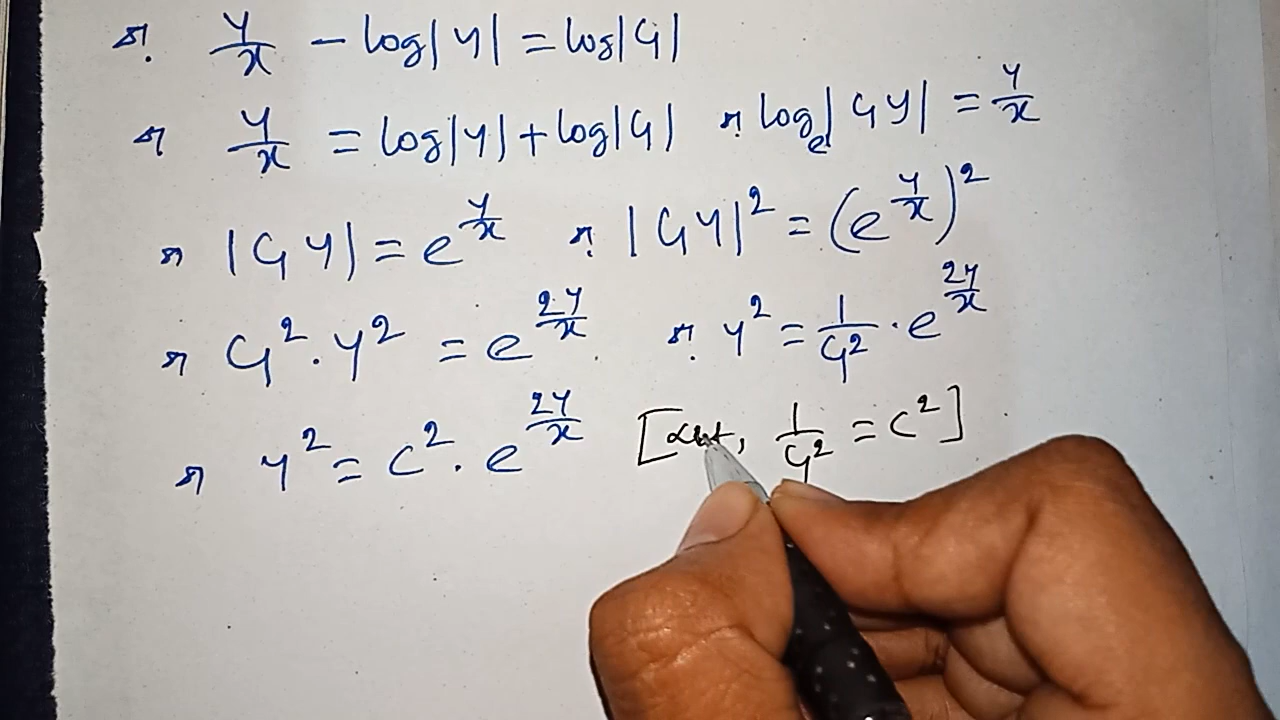 বা, y/x - log|y| = log|C₁|
বা y/x = log|y| + log|C₁| বা, logₑ|C₁y| = y/x
বা |C₁y| = e^(y/x) বা, |C₁y|² = (e^(y/x))²
বা C₁².y² = e^(2y/x) বা, y² = 1/C₁² . e^(2y/x)
বা y² = c². e^(2y/x) [Let, 1/C₁² = c²]